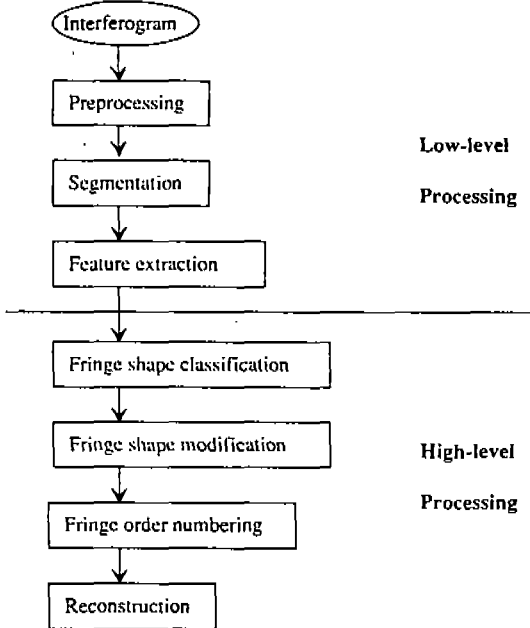 Interferogram
Preprocessing
Low-level
Segmentation
Processing
Feature extraction
Fringe shape classification
Fringe shape modification
High-level
Processing
Fringe order numbering
Reconstruction